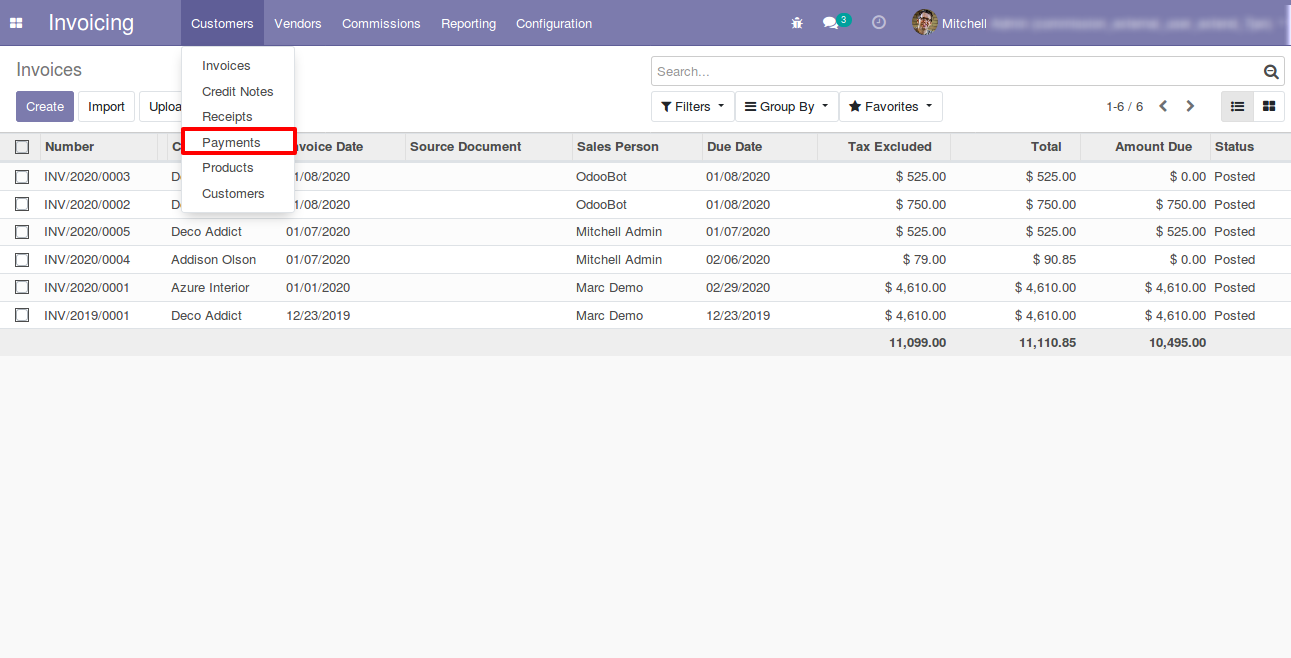 Invoicing Customers Vendors Commissions Reporting Configuration 3 Mitchell
Invoices
Search...
Create Import Uploa Filters Group By Favorites 1-6 / 6
Invoices
Credit Notes
Receipts
Payments
Products
Customers
Number C voice Date Source Document Sales Person Due Date Tax Excluded Total Amount Due Status
INV/2020/0003 D 1/08/2020 OdooBot 01/08/2020 $ 525.00 $ 525.00 $ 0.00 Posted
INV/2020/0002 D 1/08/2020 OdooBot 01/08/2020 $ 750.00 $ 750.00 $ 750.00 Posted
INV/2020/0005 Deco Addict 01/07/2020 Mitchell Admin 01/07/2020 $ 525.00 $ 525.00 $ 525.00 Posted
INV/2020/0004 Addison Olson 01/07/2020 Mitchell Admin 02/06/2020 $ 79.00 $ 90.85 $ 0.00 Posted
INV/2020/0001 Azure Interior 01/01/2020 Marc Demo 02/29/2020 $ 4,610.00 $ 4,610.00 $ 4,610.00 Posted
INV/2019/0001 Deco Addict 12/23/2019 Marc Demo 12/23/2019 $ 4,610.00 $ 4,610.00 $ 4,610.00 Posted
11,099.00 11,110.85 10,495.00